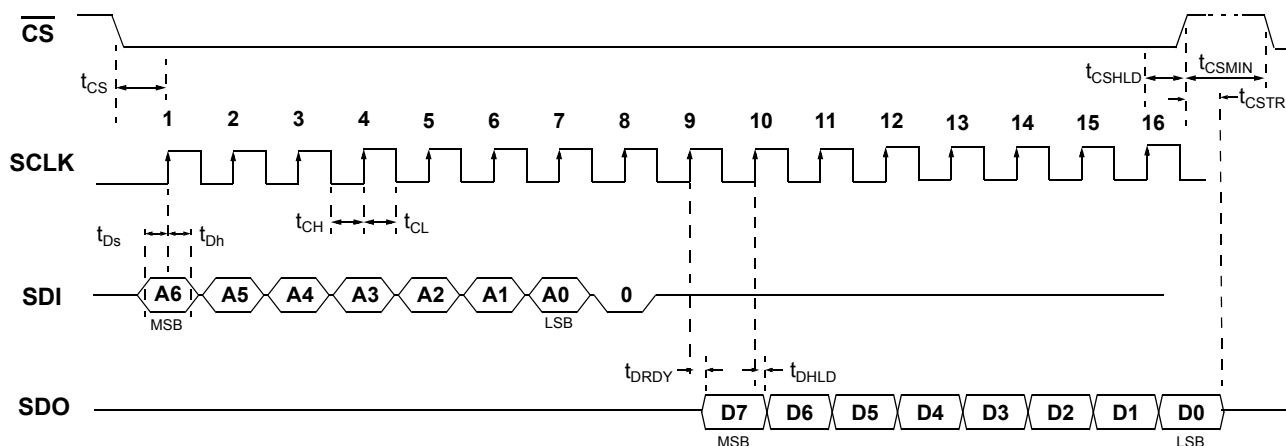 CS
tCS
tCSHLD
tCSMIN
tCSTR
1 2 3 4 5 6 7 8 9 10 11 12 13 14 15 16
SCLK
tCH
tCL
tDs
tDh
SDI
A6 A5 A4 A3 A2 A1 A0 0
MSB
LSB
tDRDY
tDHLD
SDO
D7 D6 D5 D4 D3 D2 D1 D0
MSB
LSB